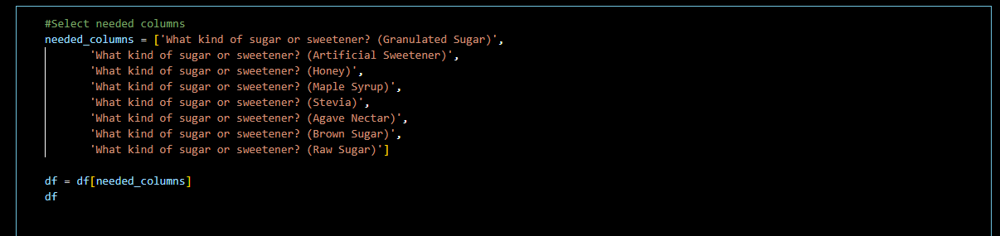 #Select needed columns
needed_columns = ['What kind of sugar or sweetener? (Granulated Sugar)',
'What kind of sugar or sweetener? (Artificial Sweetener)',
'What kind of sugar or sweetener? (Honey)',
'What kind of sugar or sweetener? (Maple Syrup)',
'What kind of sugar or sweetener? (Stevia)',
'What kind of sugar or sweetener? (Agave Nectar)',
'What kind of sugar or sweetener? (Brown Sugar)',
'What kind of sugar or sweetener? (Raw Sugar)']
df = df[needed_columns]
df